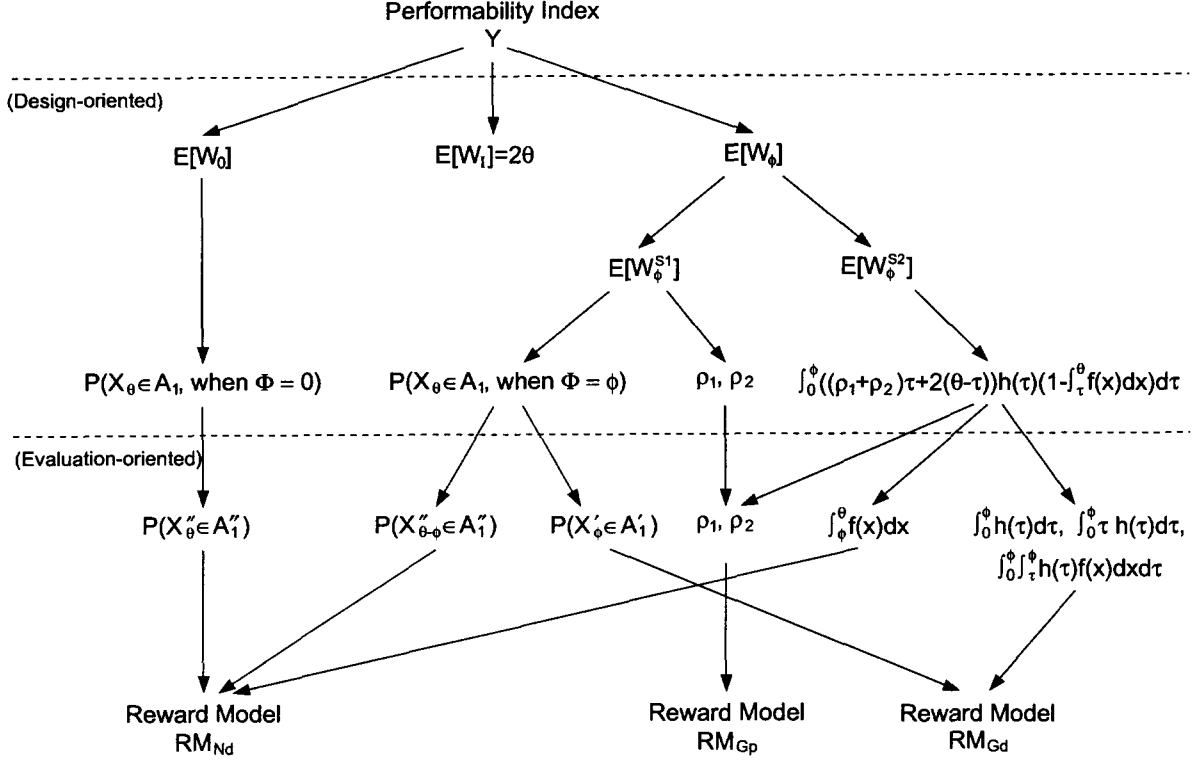 Performability Index
Y
(Design-oriented)
E[W₀]
E[W_I]=2θ
E[W_ϕ]
E[W_ϕ^S1]
E[W_ϕ^S2]
P(X_θ∈A₁, when Φ = 0)
P(X_θ∈A₁, when Φ = ϕ)
ρ₁, ρ₂
∫₀^ϕ((ρ₁+ρ₂)τ+2(θ-τ))h(τ)(1-∫_τ^θ f(x)dx)dτ
(Evaluation-oriented)
P(X″_θ∈A″₁)
P(X″_θ-ϕ∈A″₁)
P(X′_ϕ∈A′₁)
ρ₁, ρ₂
∫_ϕ^θ f(x)dx
∫₀^ϕ h(τ)dτ, ∫₀^ϕ τ h(τ)dτ,
∫₀^ϕ∫_τ^ϕ h(τ)f(x)dxdτ
Reward Model
RM_Nd
Reward Model
RM_Gp
Reward Model
RM_Gd